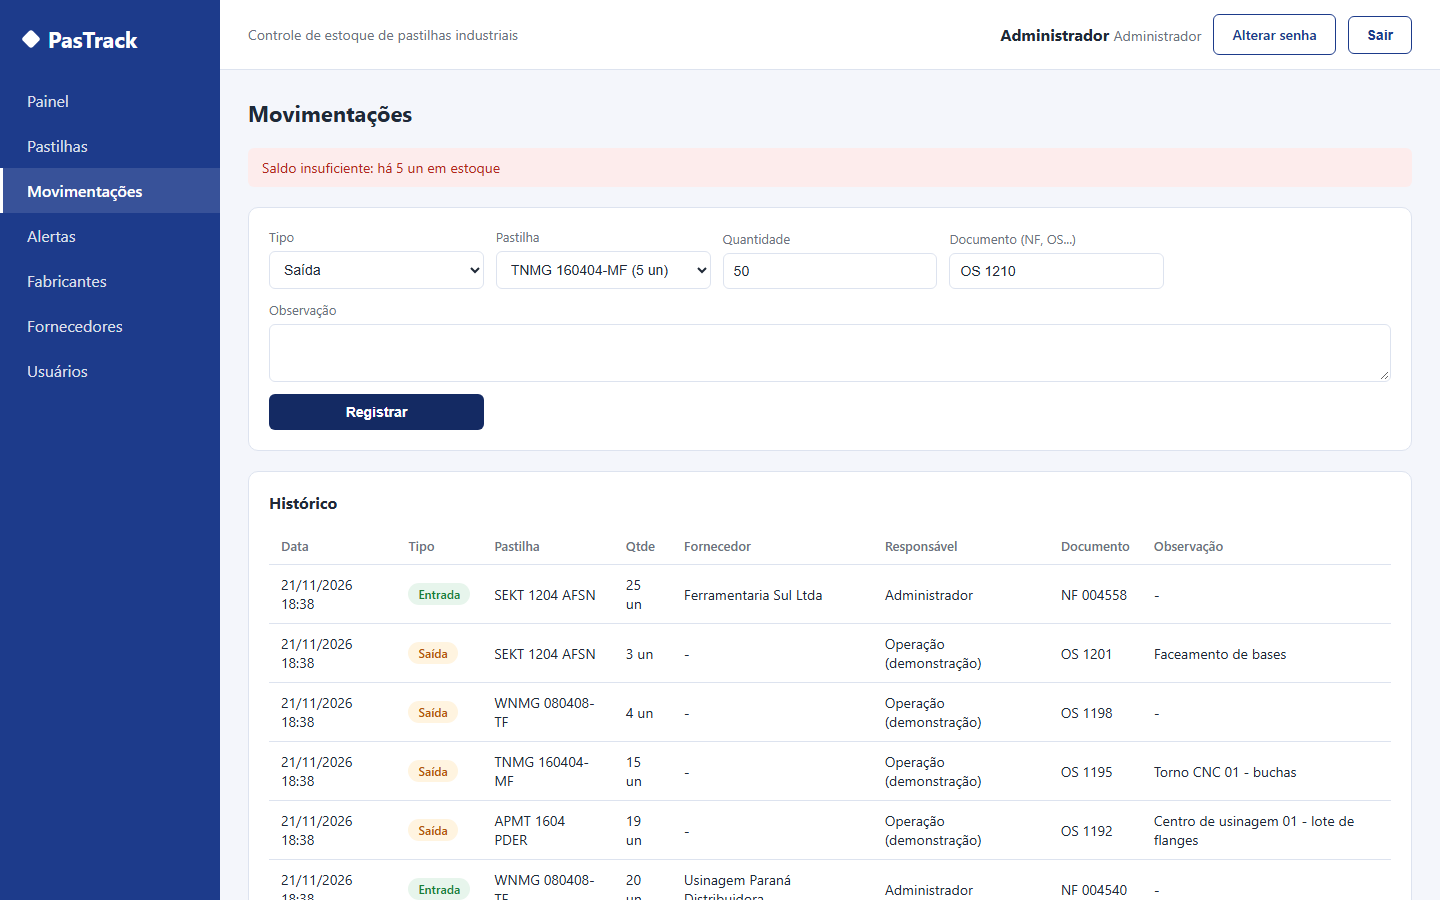 PasTrack
Controle de estoque de pastilhas industriais
Administrador Administrador
Alterar senha
Sair
Painel
Pastilhas
Movimentações
Alertas
Fabricantes
Fornecedores
Usuários
Movimentações
Saldo insuficiente: há 5 un em estoque
Tipo
Pastilha
Quantidade
Documento (NF, OS...)
Saída
TNMG 160404-MF (5 un)
50
OS 1210
Observação
Registrar
Histórico
Data Tipo Pastilha Qtde Fornecedor Responsável Documento Observação
21/11/2026 18:38 Entrada SEKT 1204 AFSN 25 un Ferramentaria Sul Ltda Administrador NF 004558 -
21/11/2026 18:38 Saída SEKT 1204 AFSN 3 un - Operação (demonstração) OS 1201 Faceamento de bases
21/11/2026 18:38 Saída WNMG 080408-TF 4 un - Operação (demonstração) OS 1198 -
21/11/2026 18:38 Saída TNMG 160404-MF 15 un - Operação (demonstração) OS 1195 Torno CNC 01 - buchas
21/11/2026 18:38 Saída APMT 1604 PDER 19 un - Operação (demonstração) OS 1192 Centro de usinagem 01 - lote de flanges
21/11/2026 18:38 Entrada WNMG 080408-TF 20 un Usinagem Paraná Distribuidora Administrador NF 004540 -